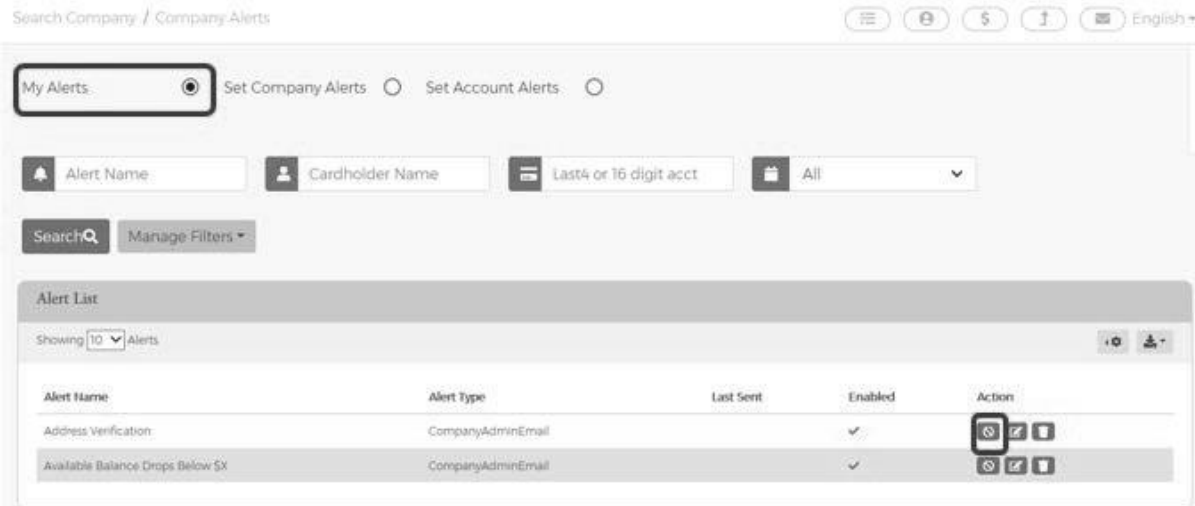 Search Company / Company Alerts $ English
My Alerts Set Company Alerts Set Account Alerts
Alert Name Cardholder Name Last4 or 16 digit acct All
Search Manage Filters
Alert List
Showing 10 Alerts
Alert Name Alert Type Last Sent Enabled Action
Address Verification CompanyAdminEmail
Available Balance Drops Below $X CompanyAdminEmail